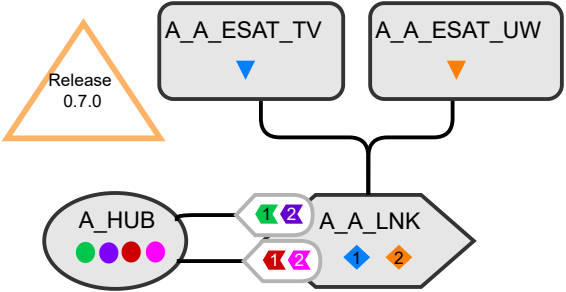 A_A_ESAT_TV
A_A_ESAT_UW
Release
0.7.0
A_HUB
1 2
A_A_LNK
1 2
1 2